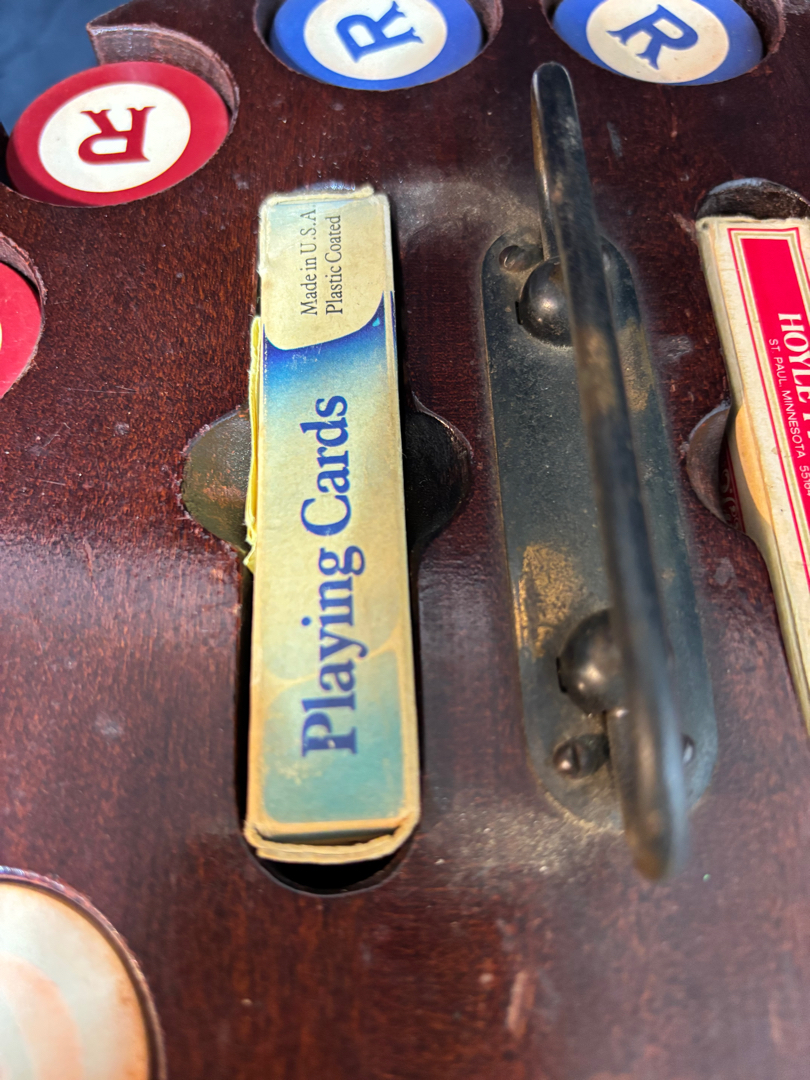 R
R
R
Made in U.S.A.
Plastic Coated
Playing Cards
HOYLE
ST. PAUL, MINNESOTA